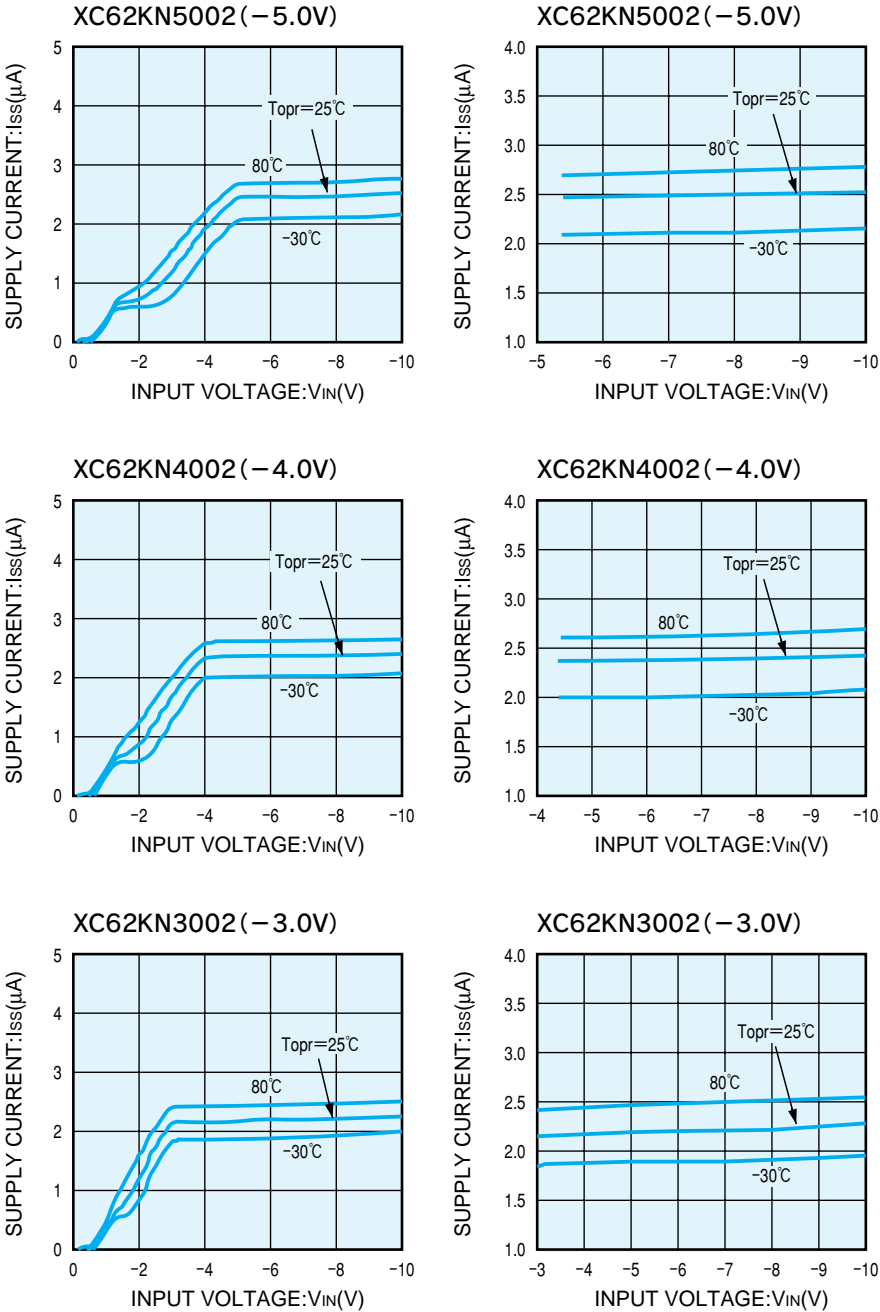 XC62KN5002(−5.0V)
SUPPLY CURRENT:Iss(μA)
5
4
3
2
1
0
Topr=25℃
80℃
−30℃
0 −2 −4 −6 −8 −10
INPUT VOLTAGE:VIN(V)
XC62KN5002(−5.0V)
SUPPLY CURRENT:Iss(μA)
4.0
3.5
3.0
2.5
2.0
1.5
1.0
Topr=25℃
80℃
−30℃
−5 −6 −7 −8 −9 −10
INPUT VOLTAGE:VIN(V)
XC62KN4002(−4.0V)
SUPPLY CURRENT:Iss(μA)
5
4
3
2
1
0
Topr=25℃
80℃
−30℃
0 −2 −4 −6 −8 −10
INPUT VOLTAGE:VIN(V)
XC62KN4002(−4.0V)
SUPPLY CURRENT:Iss(μA)
4.0
3.5
3.0
2.5
2.0
1.5
1.0
Topr=25℃
80℃
−30℃
−4 −5 −6 −7 −8 −9 −10
INPUT VOLTAGE:VIN(V)
XC62KN3002(−3.0V)
SUPPLY CURRENT:Iss(μA)
5
4
3
2
1
0
Topr=25℃
80℃
−30℃
0 −2 −4 −6 −8 −10
INPUT VOLTAGE:VIN(V)
XC62KN3002(−3.0V)
SUPPLY CURRENT:Iss(μA)
4.0
3.5
3.0
2.5
2.0
1.5
1.0
Topr=25℃
80℃
−30℃
−3 −4 −5 −6 −7 −8 −9 −10
INPUT VOLTAGE:VIN(V)